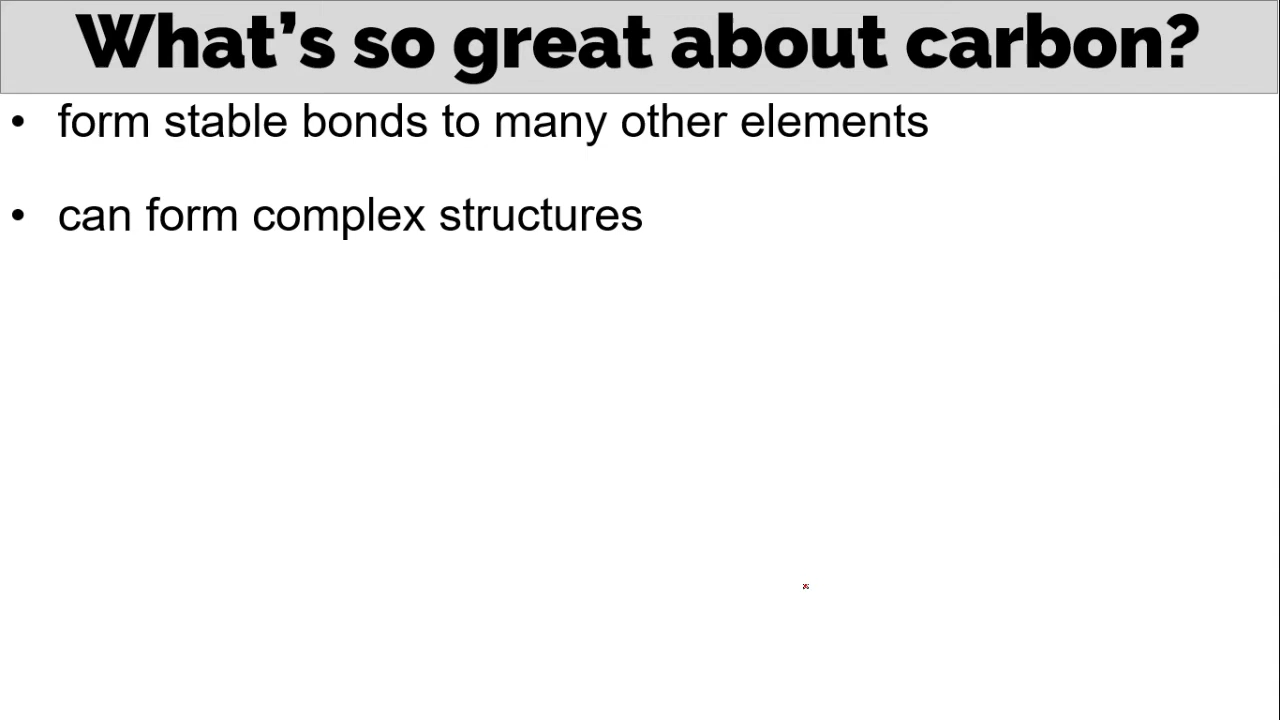 What’s so great about carbon?
• form stable bonds to many other elements
• can form complex structures